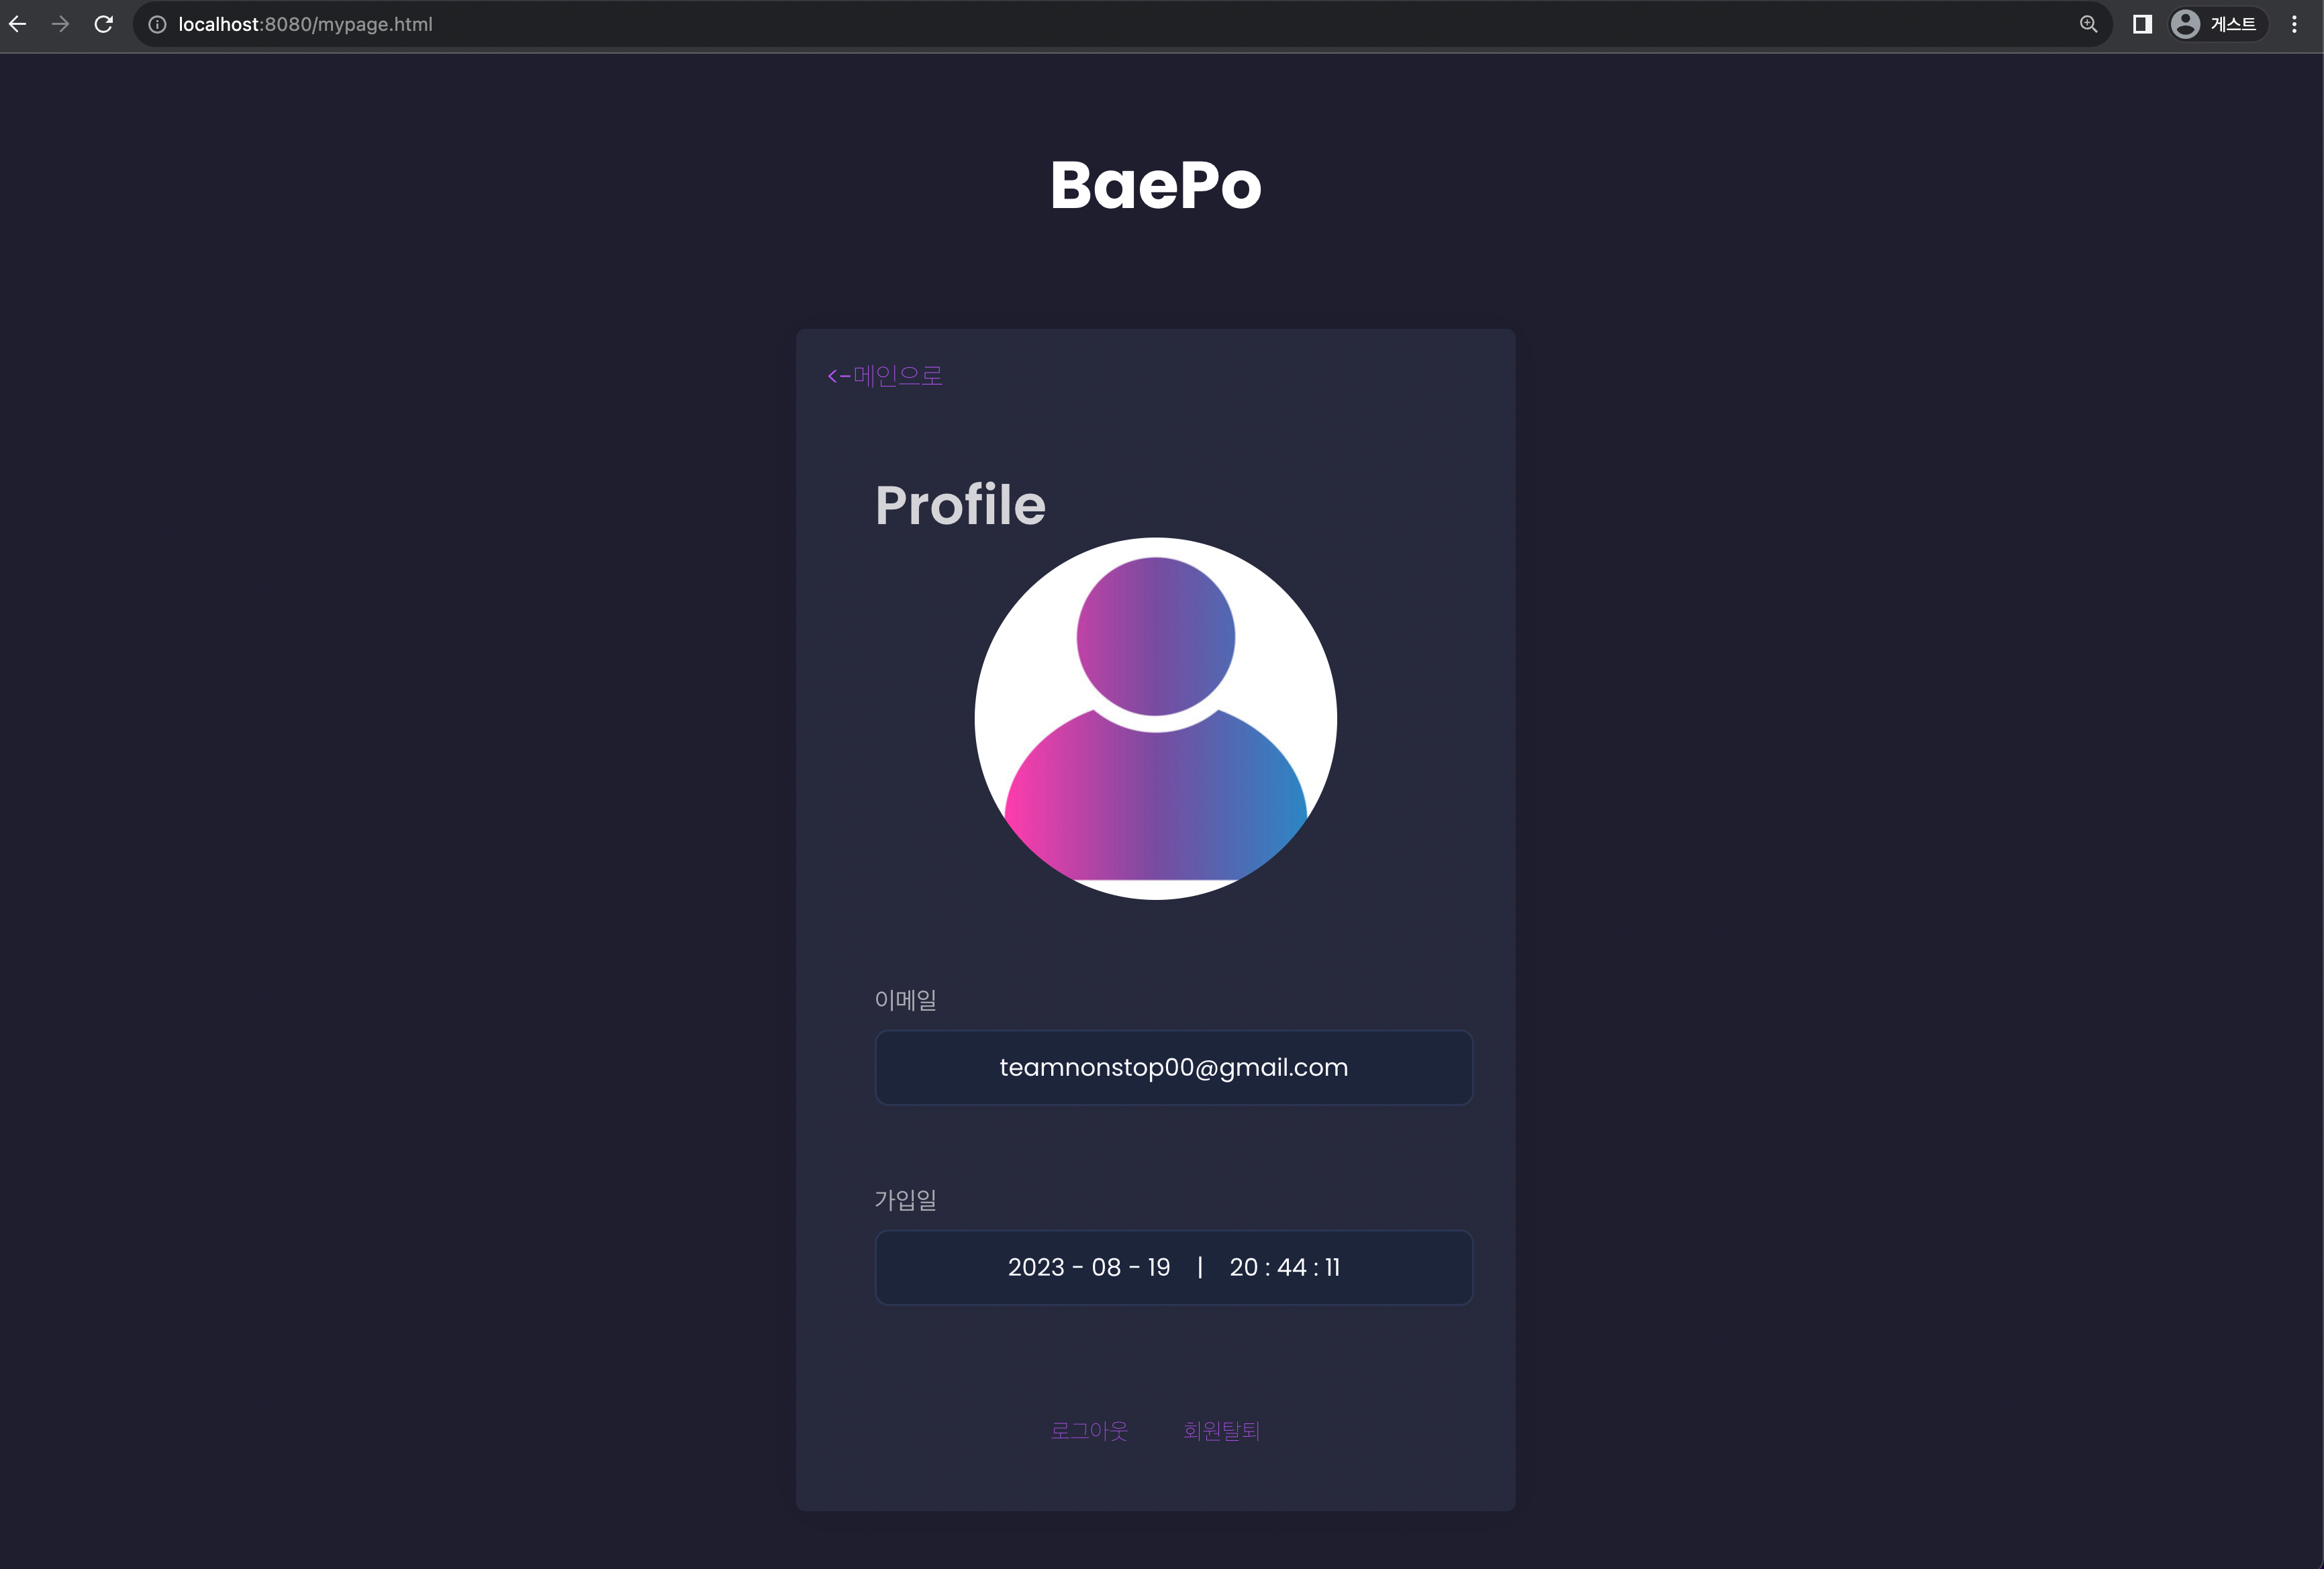 localhost:8080/mypage.html
게스트
BaePo
<-메인으로
Profile
이메일
teamnonstop00@gmail.com
가입일
2023 - 08 - 19 | 20 : 44 : 11
로그아웃 회원탈퇴